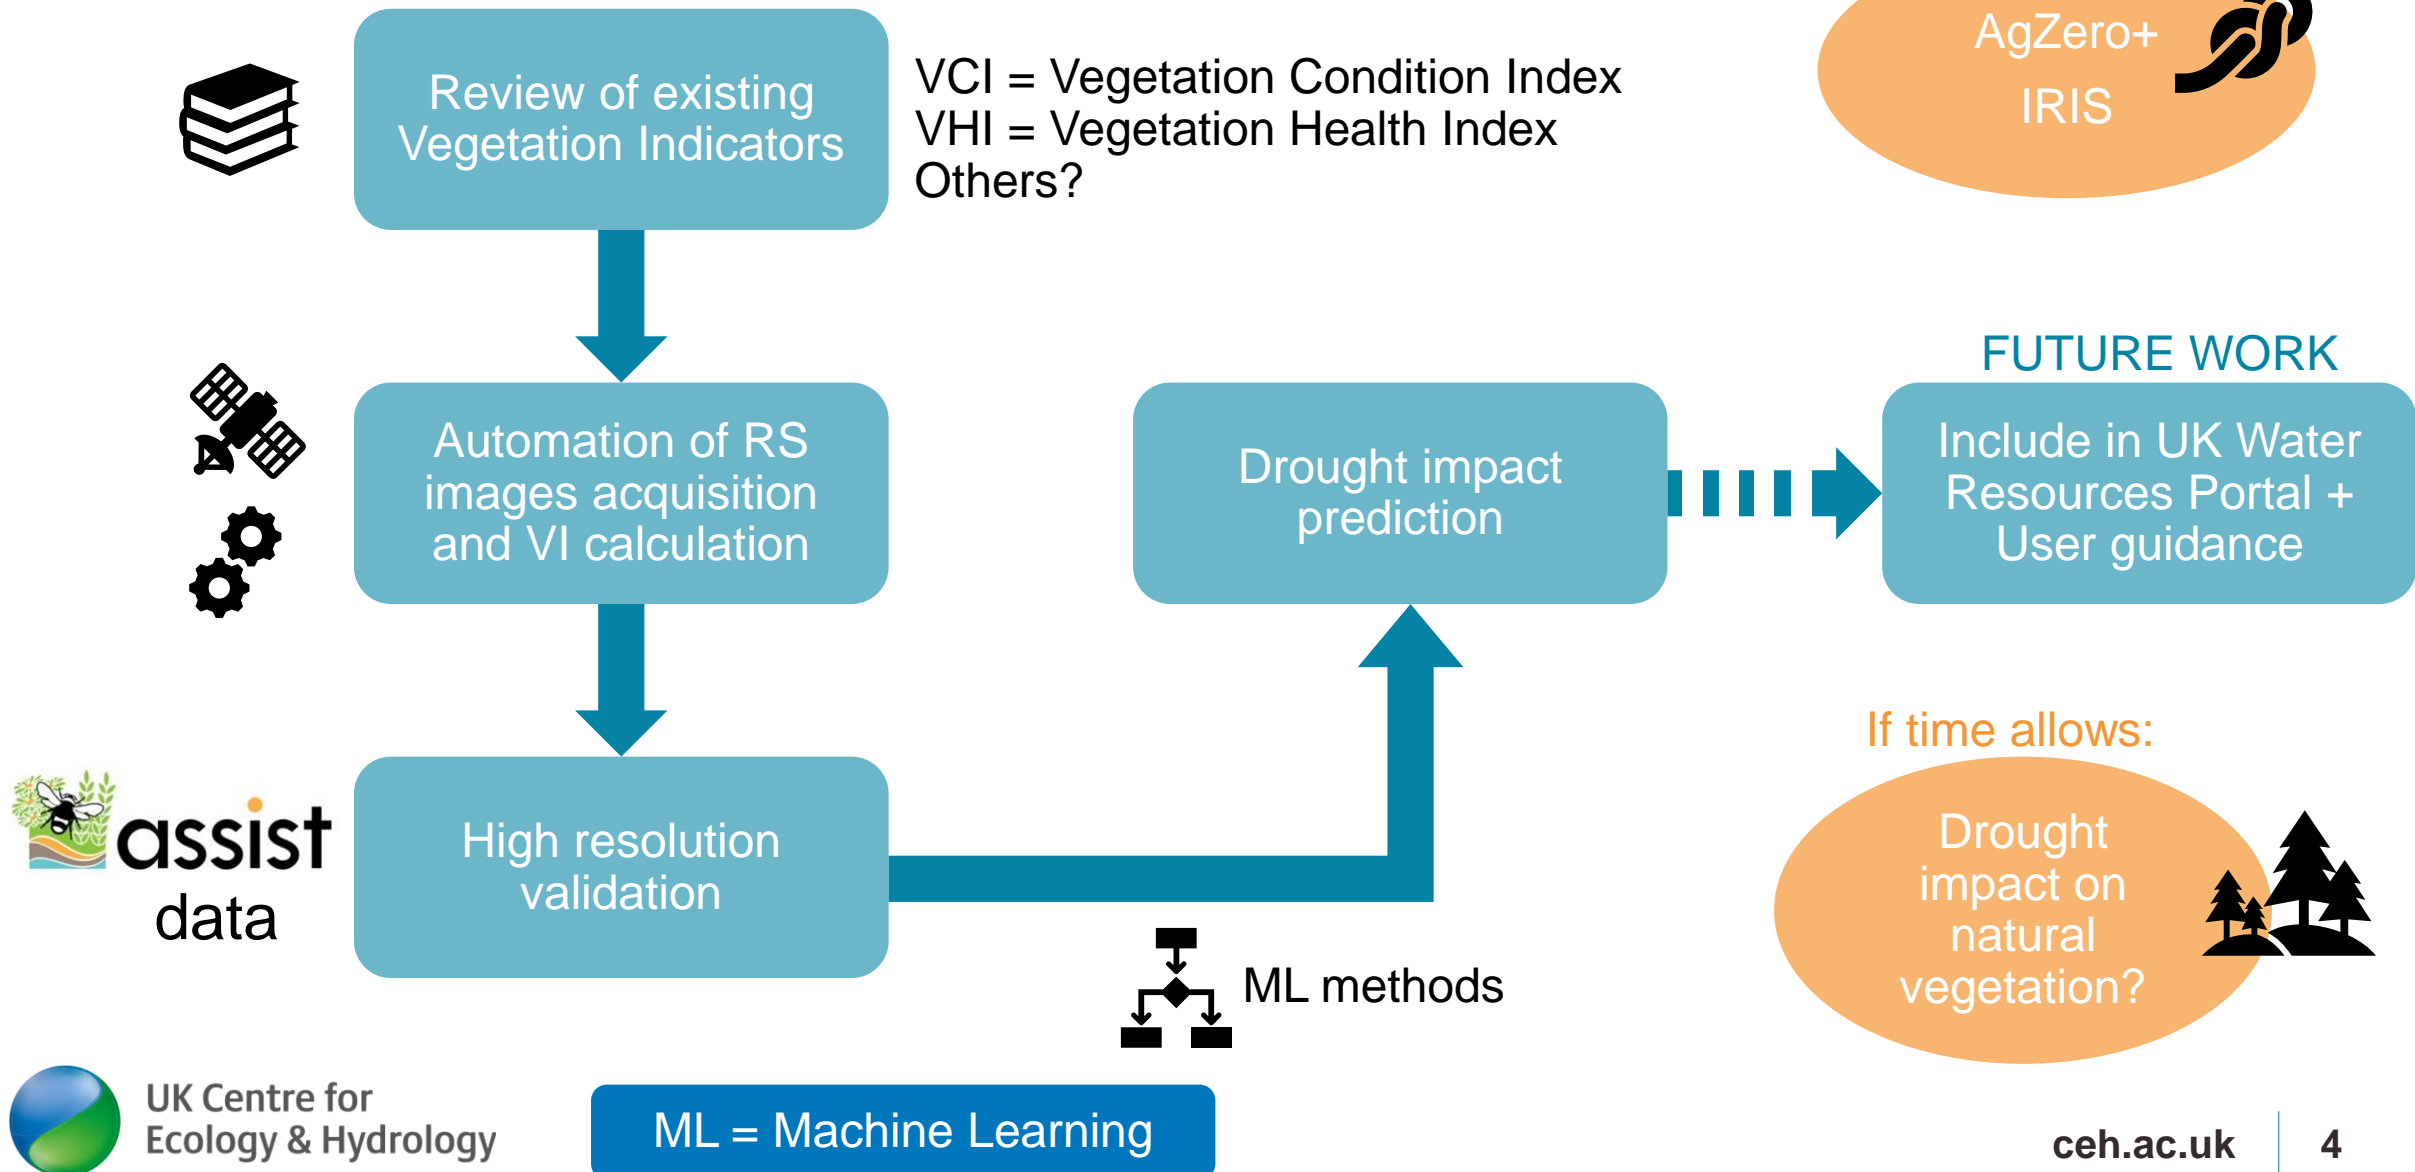 Review of existing
Vegetation Indicators
VCI = Vegetation Condition Index
VHI = Vegetation Health Index
Others?
AgZero+
IRIS
Automation of RS
images acquisition
and VI calculation
Drought impact
prediction
FUTURE WORK
Include in UK Water
Resources Portal +
User guidance
assist
data
High resolution
validation
ML methods
If time allows:
Drought
impact on
natural
vegetation?
UK Centre for
Ecology & Hydrology
ML = Machine Learning
ceh.ac.uk
4